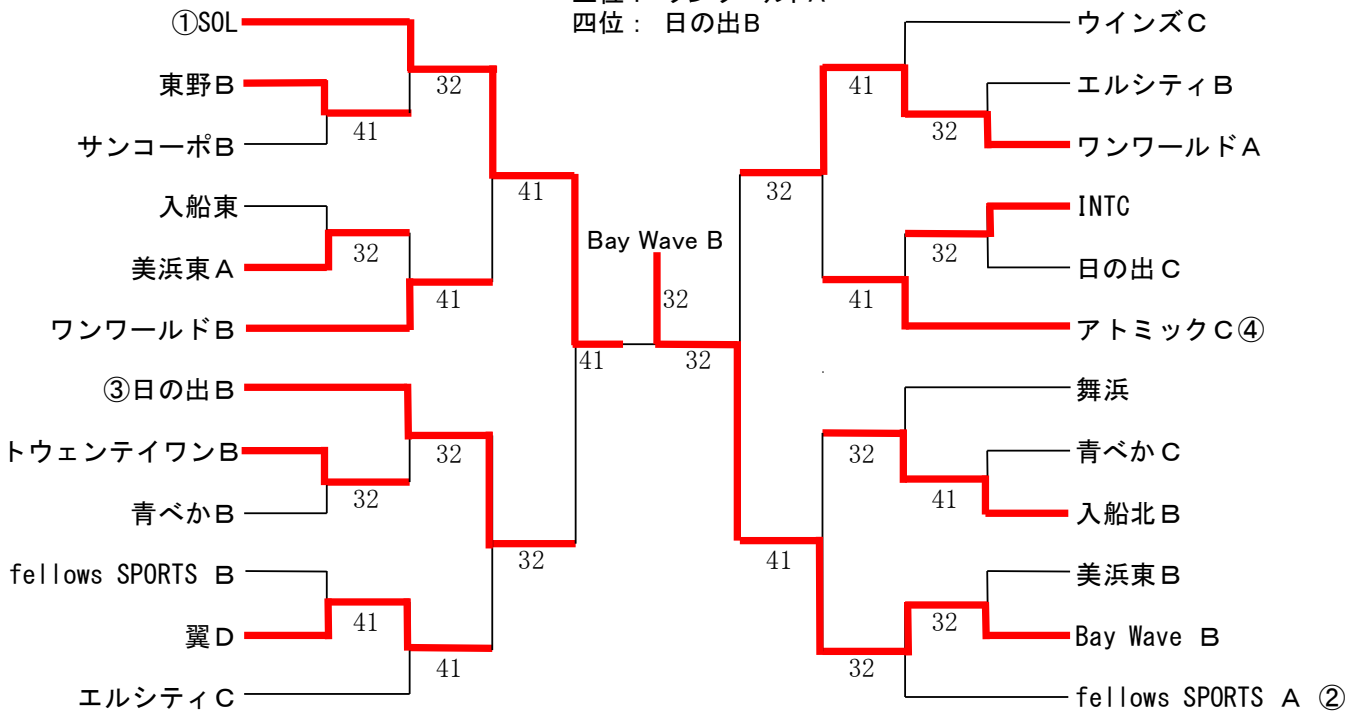 四位： 日の出B
①SOL
東野B
サンコーポB
入船東
美浜東A
ワンワールドB
③日の出B
トウェンテイワンB
青べかB
fellows SPORTS B
翼D
エルシティC
41
32
32
41
32
32
41
41
41
32
41
Bay Wave B
32
32
32
41
41
41
32
32
32
41
32
32
ウインズC
エルシティB
ワンワールドA
INTC
日の出C
アトミックC④
舞浜
青べかC
入船北B
美浜東B
Bay Wave B
fellows SPORTS A ②